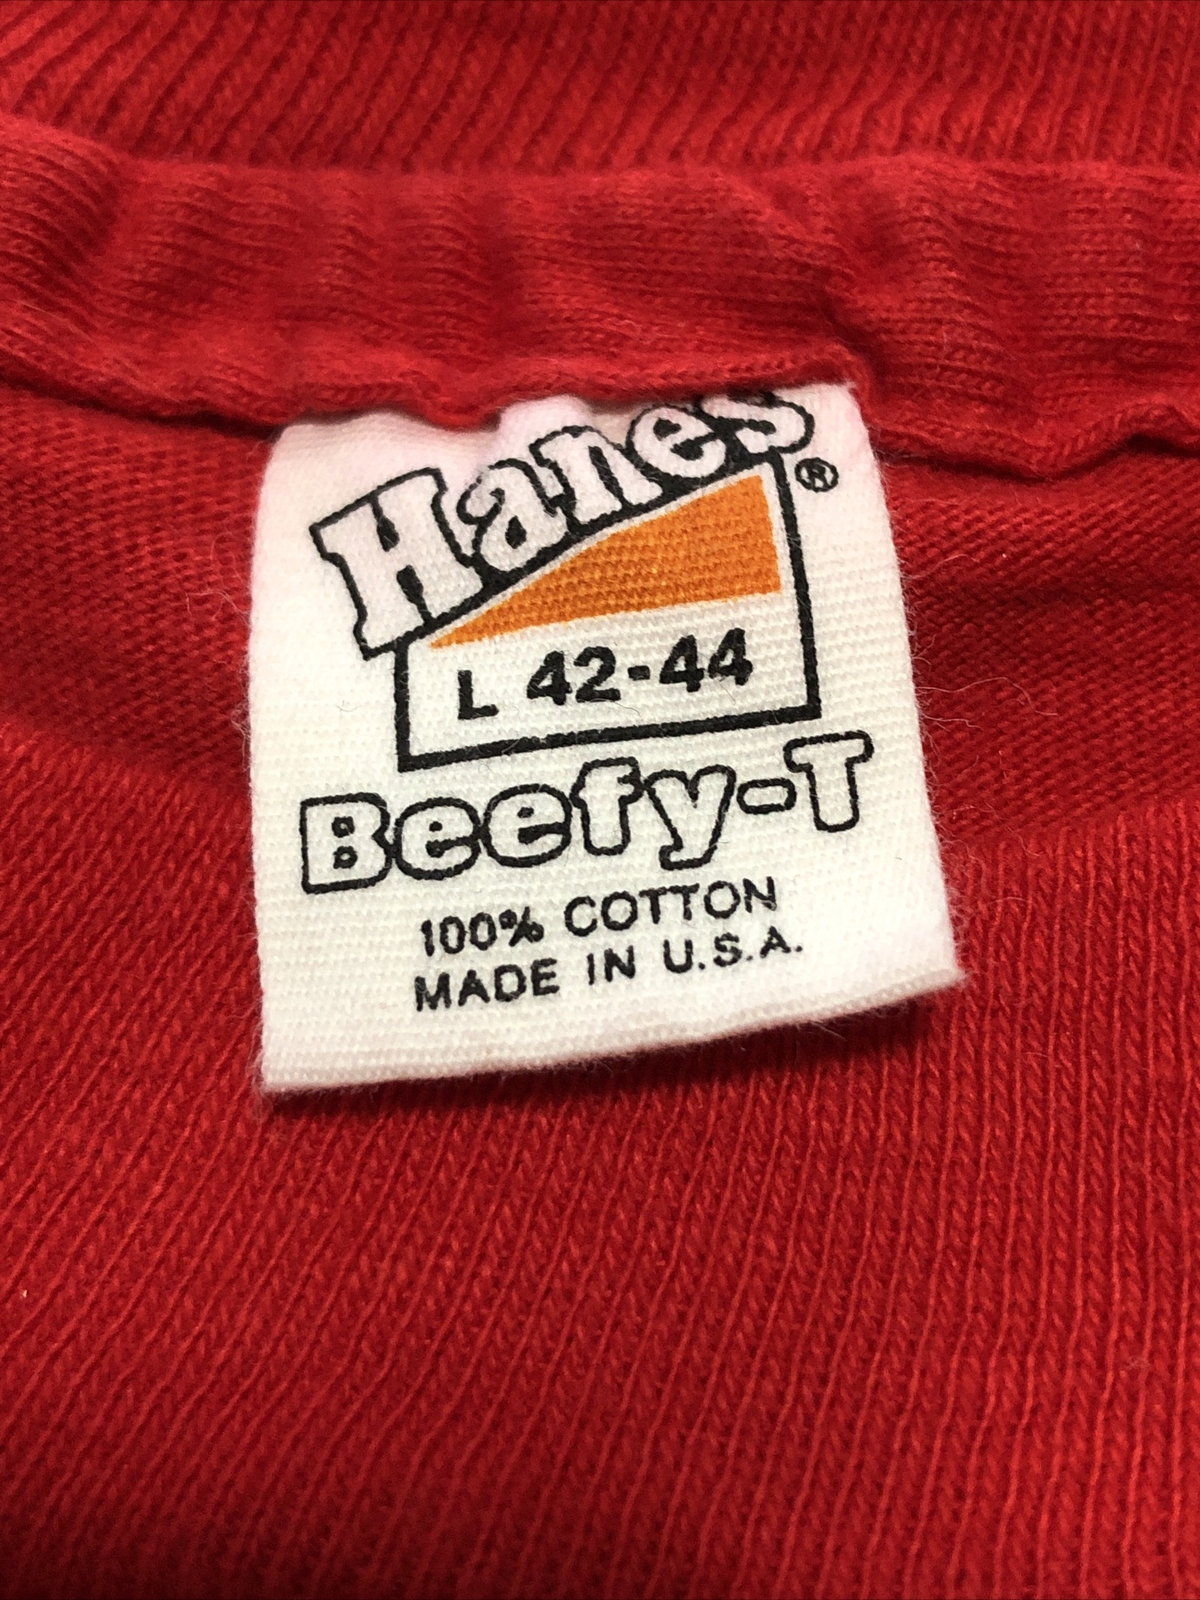 Hanes®
L 42-44
Beefy-T
100% COTTON
MADE IN U.S.A.